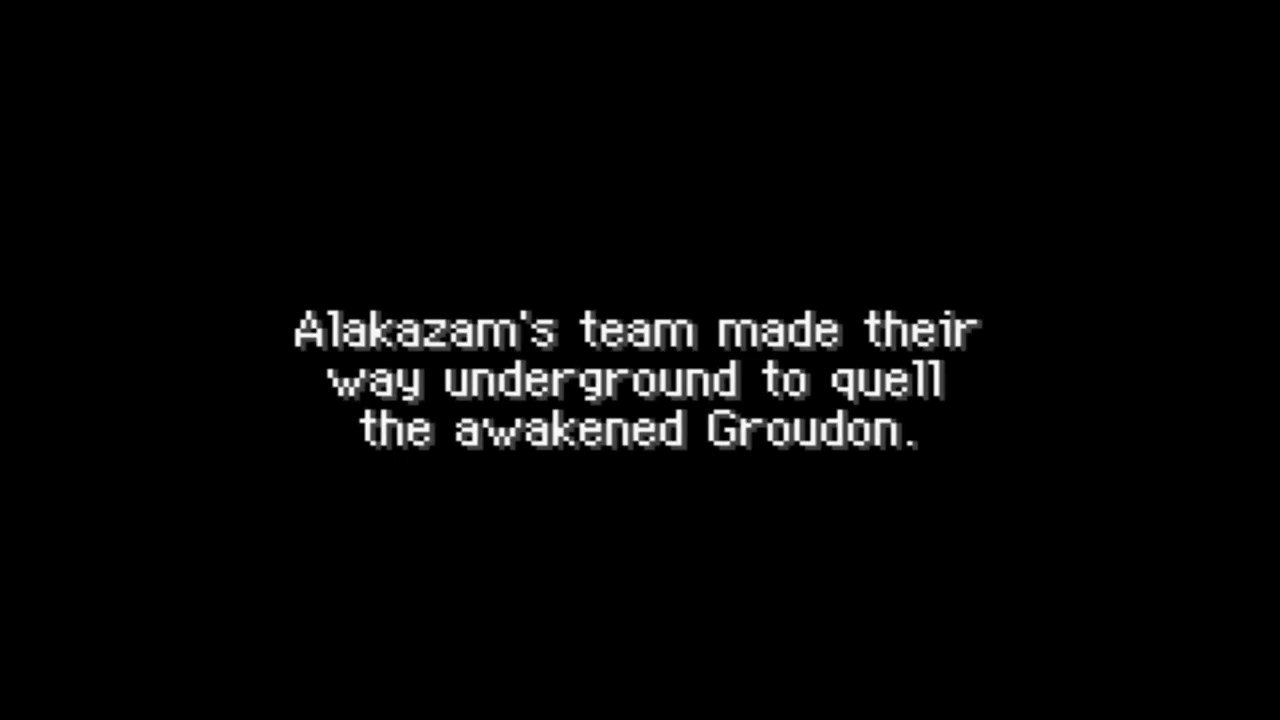 Alakazam's team made their
way underground to quell
the awakened Groudon.